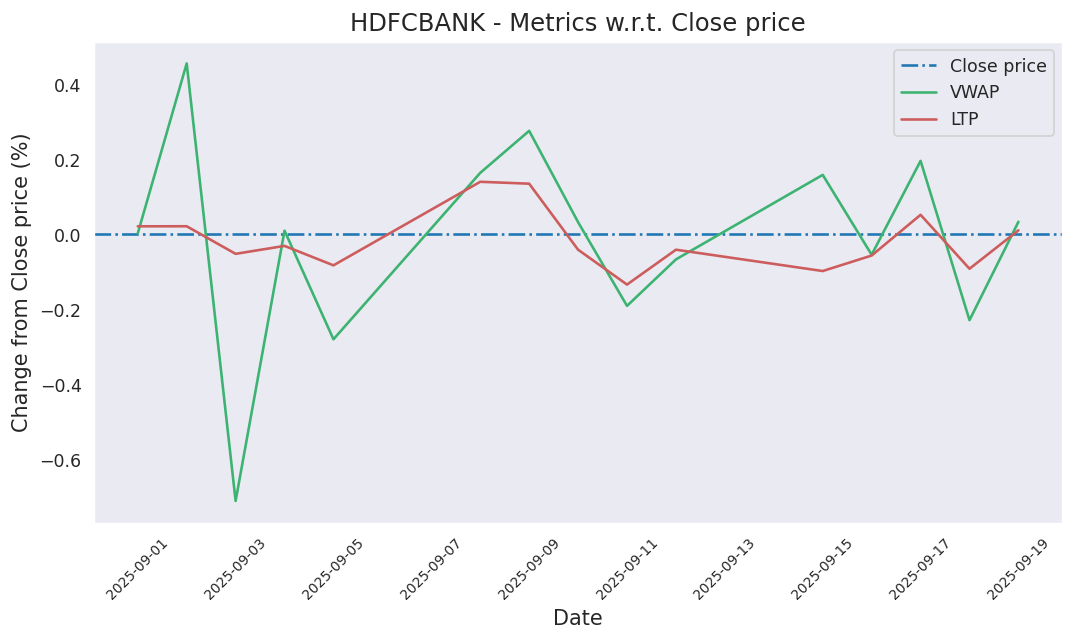 HDFCBANK - Metrics w.r.t. Close price
Close price
VWAP
LTP
Change from Close price (%)
0.4
0.2
0.0
−0.2
−0.4
−0.6
2025-09-01
2025-09-03
2025-09-05
2025-09-07
2025-09-09
2025-09-11
2025-09-13
2025-09-15
2025-09-17
2025-09-19
Date